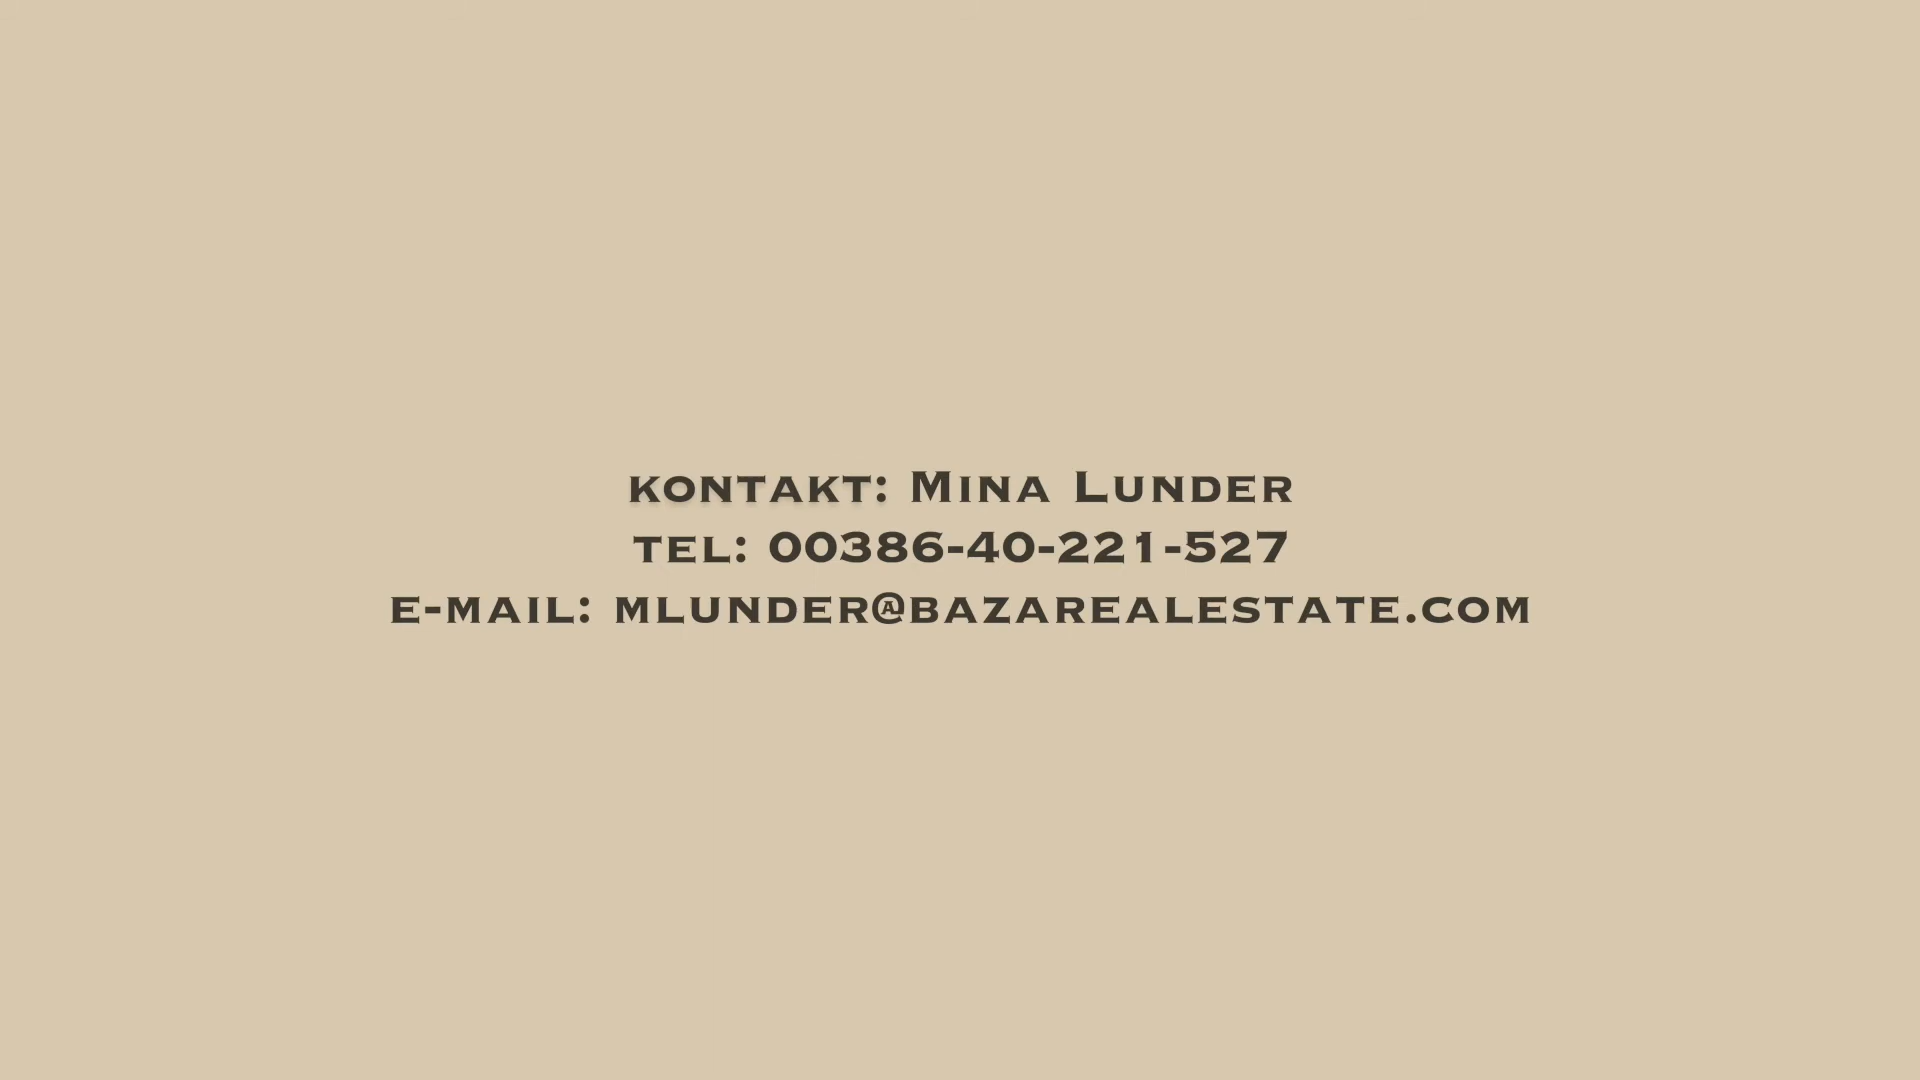 kontakt: Mina Lunder
tel: 00386-40-221-527
e-mail: mlunder@bazarealestate.com